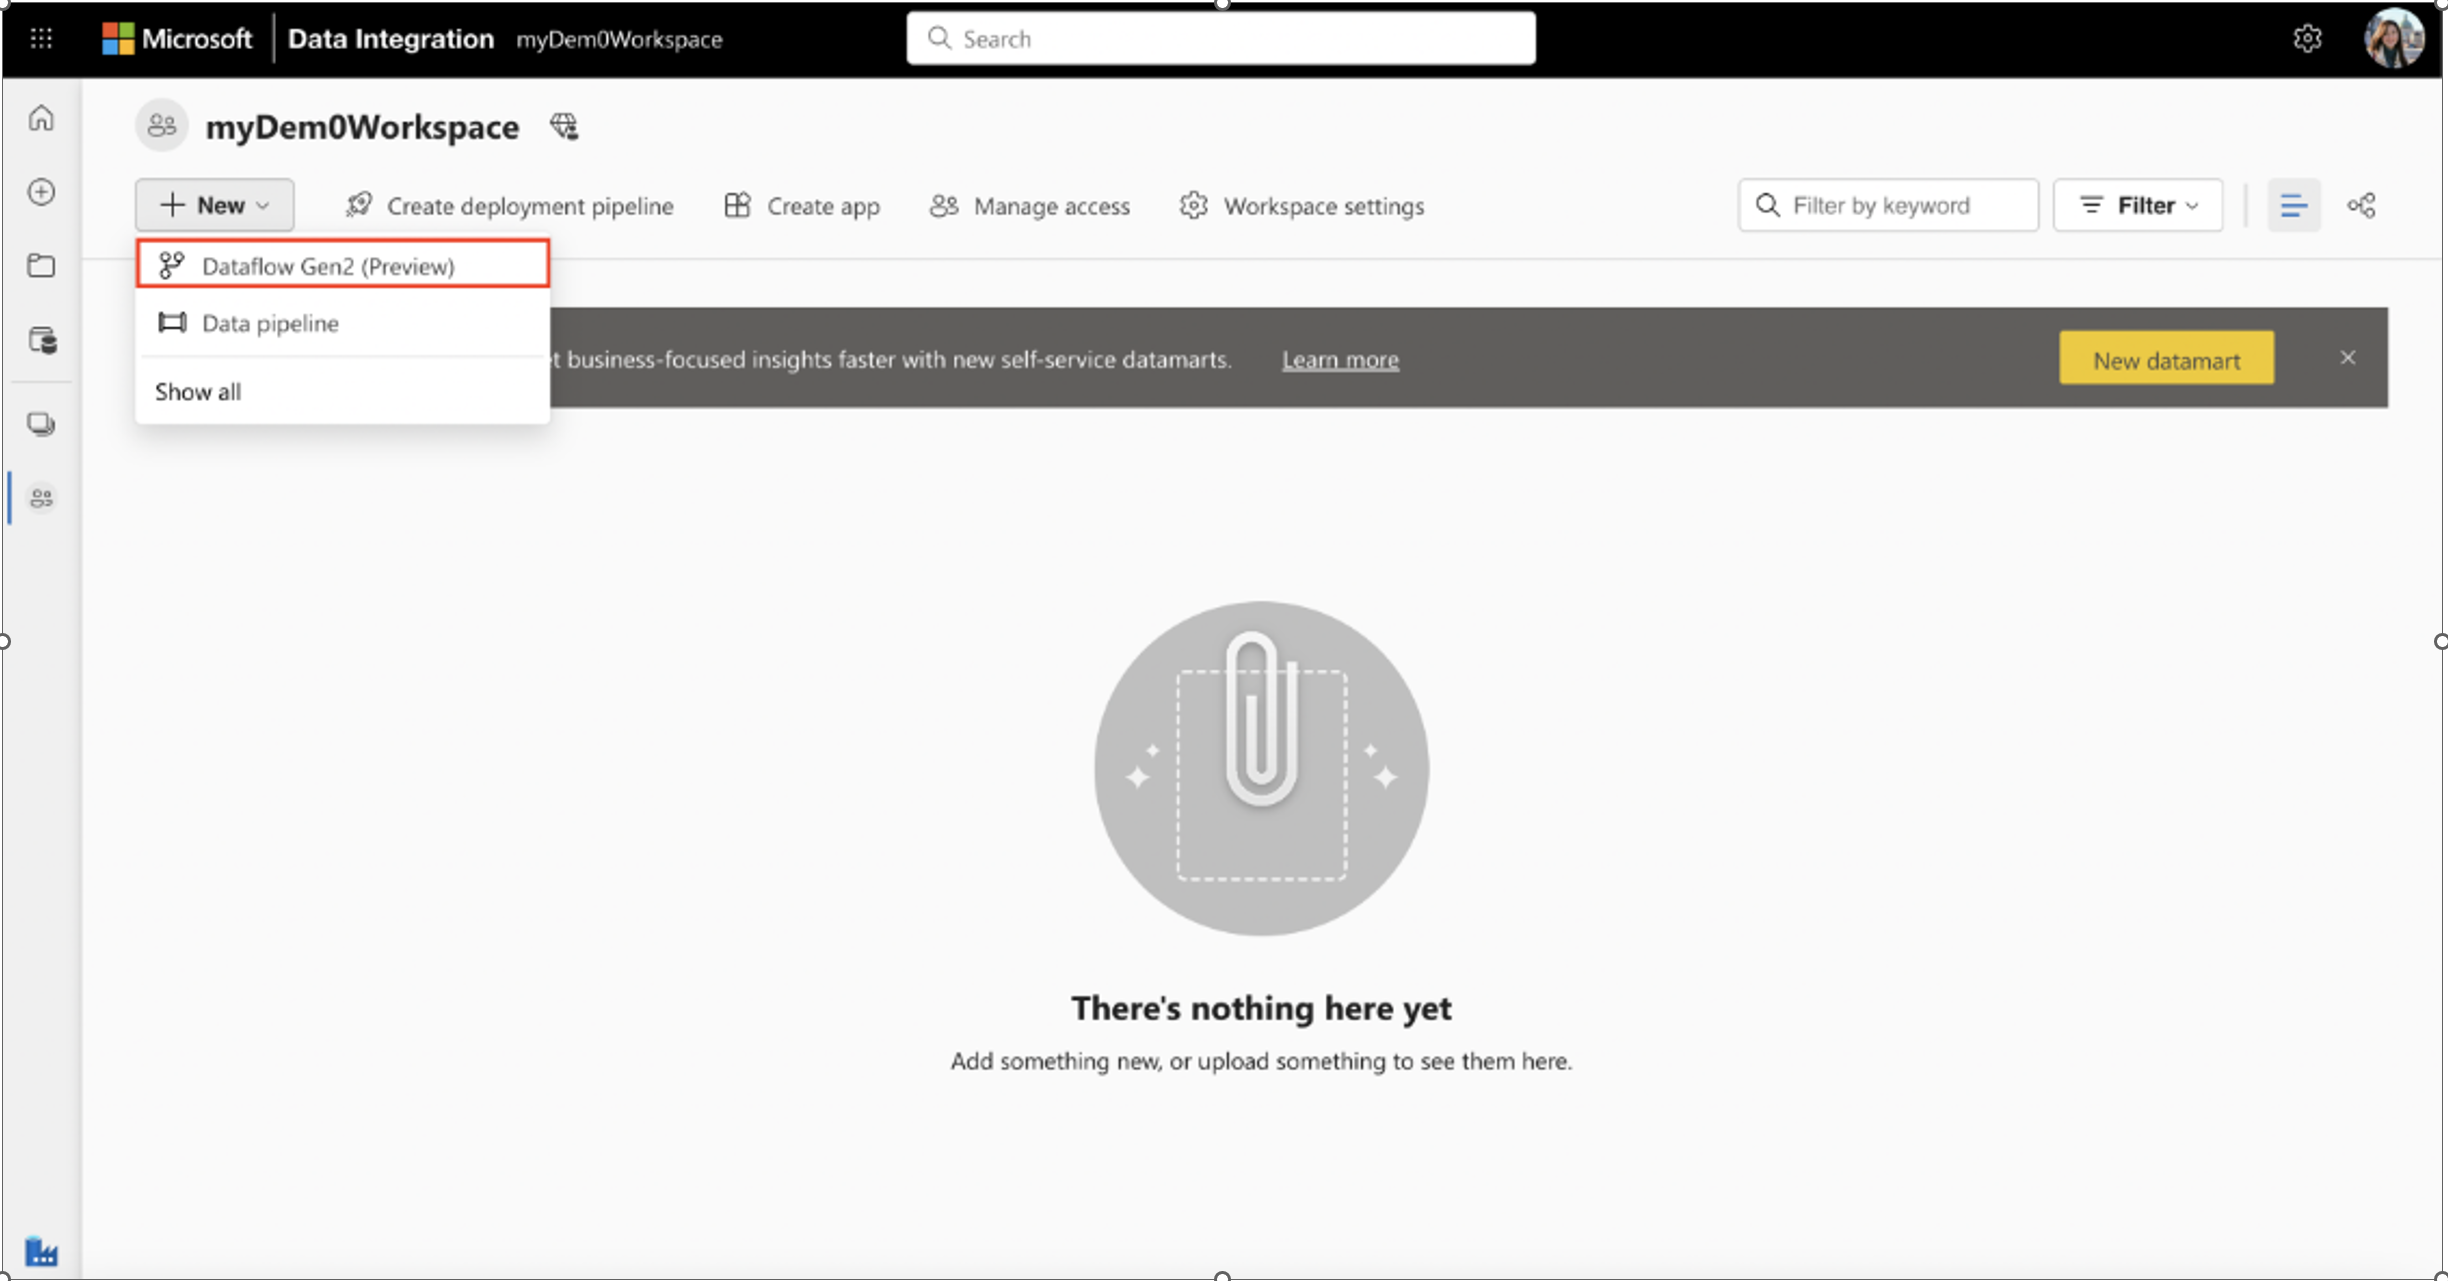 Microsoft Data Integration myDem0Workspace Search
myDem0Workspace
New Create deployment pipeline Create app Manage access Workspace settings Filter by keyword Filter
Dataflow Gen2 (Preview)
Data pipeline
Show all
business-focused insights faster with new self-service datamarts. Learn more New datamart
There's nothing here yet
Add something new, or upload something to see them here.